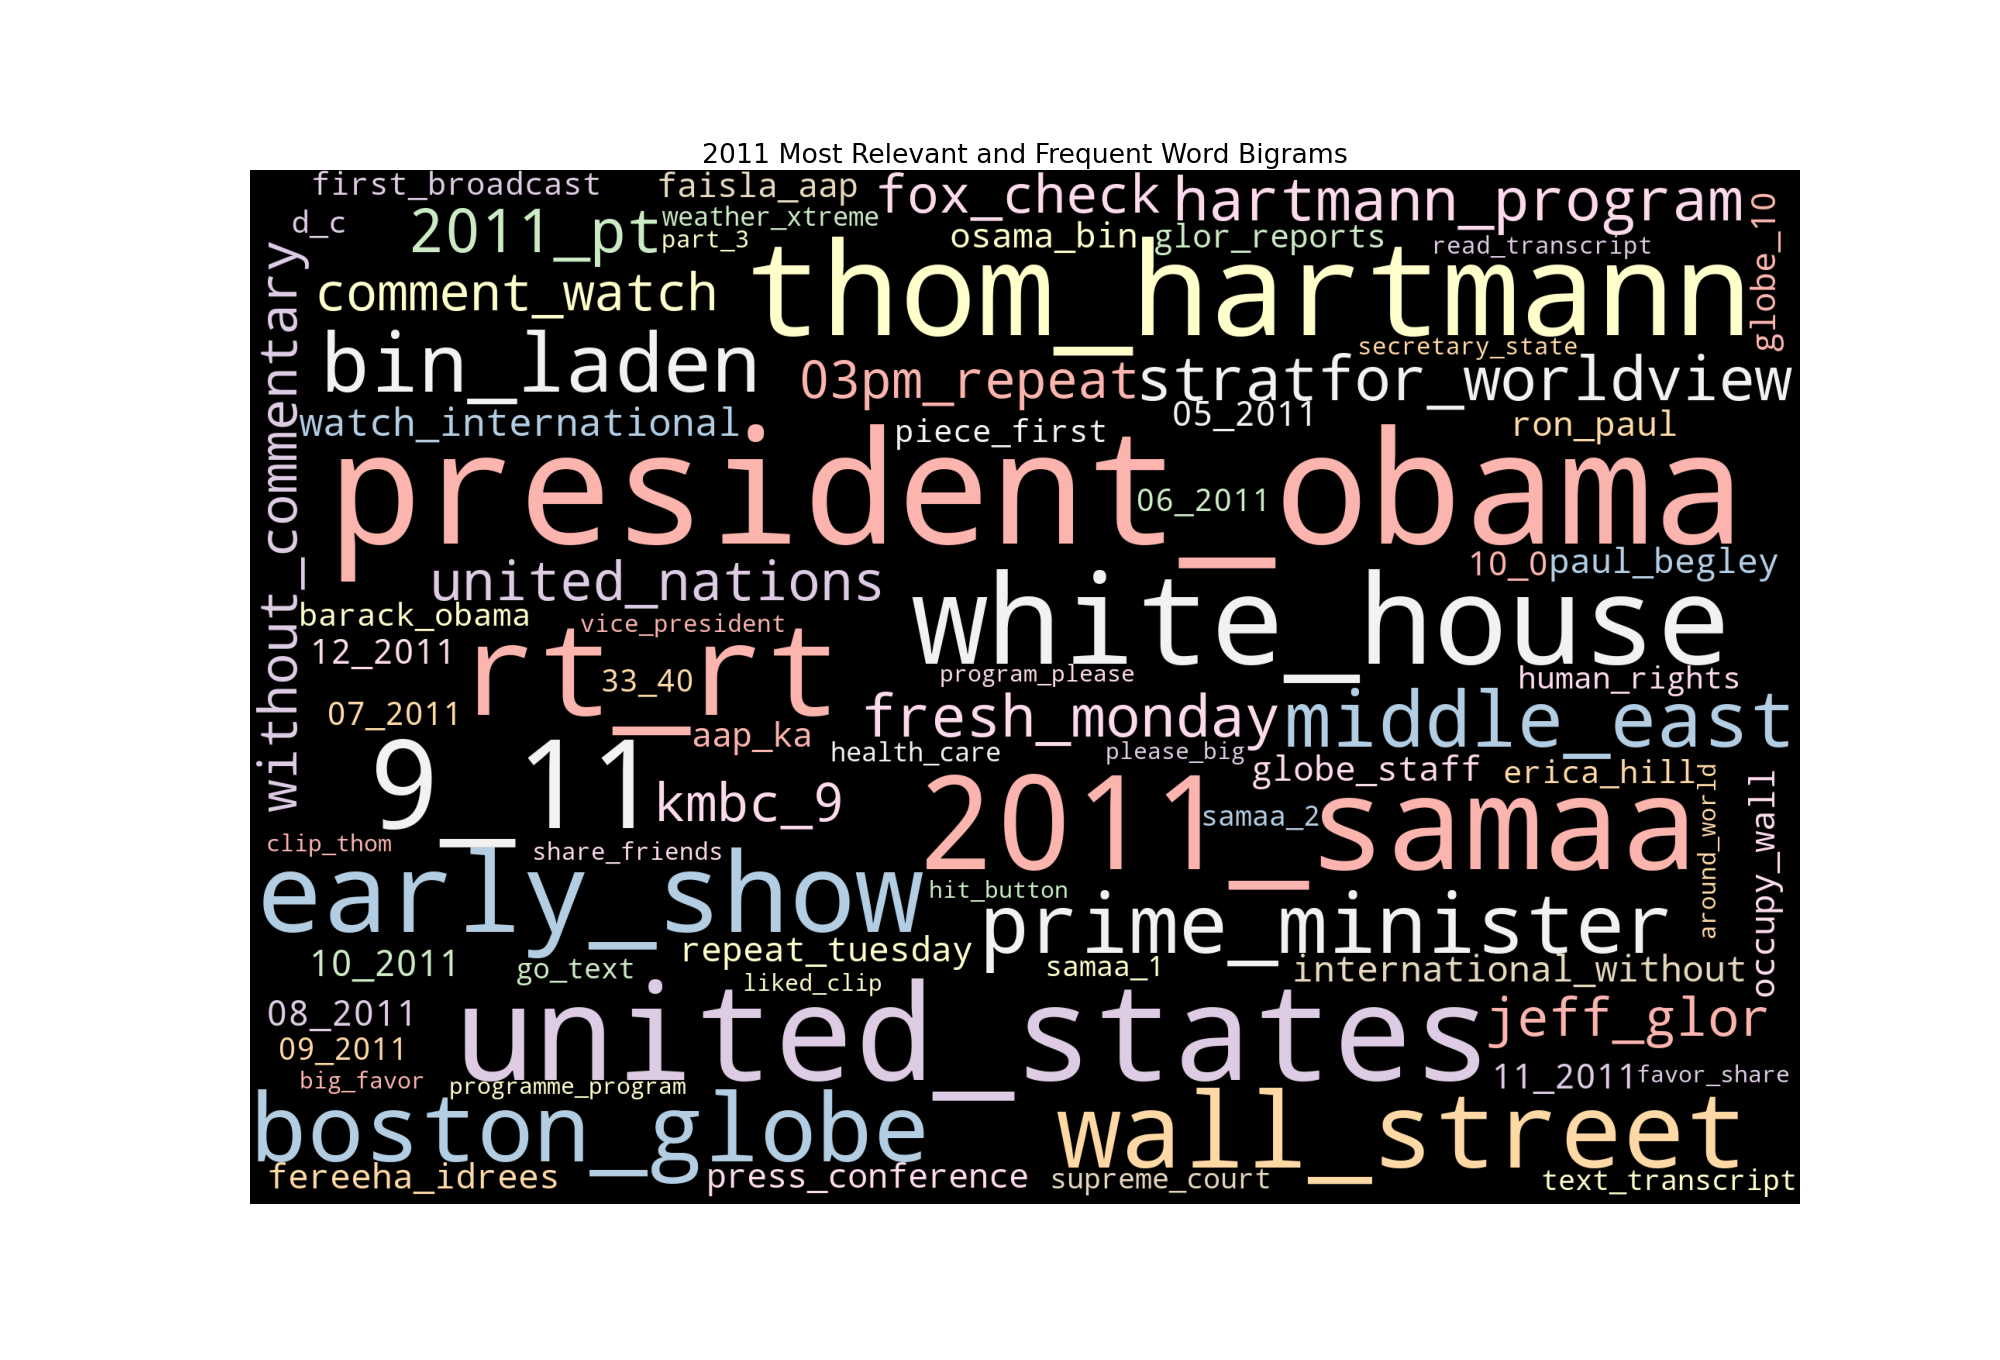 2011 Most Relevant and Frequent Word Bigrams
first_broadcast
faisla_aap
fox_check
hartmann_program
globe_10
d_c
2011_pt
weather_xtreme
part_3
osama_bin
glor_reports
read_transcript
without_commentary
comment_watch
thom_hartmann
bin_laden
03pm_repeat
secretary_state
stratfor_worldview
watch_international
piece_first
05_2011
ron_paul
president_obama
06_2011
united_nations
10_0
paul_begley
barack_obama
vice_president
white_house
12_2011
rt_rt
33_40
program_please
human_rights
07_2011
aap_ka
fresh_monday
middle_east
9_11
health_care
please_big
globe_staff
erica_hill
kmbc_9
2011_samaa
samaa_2
around_world
occupy_wall
clip_thom
share_friends
early_show
hit_button
prime_minister
10_2011
go_text
repeat_tuesday
liked_clip
samaa_1
international_without
08_2011
09_2011
united_states
jeff_glor
big_favor
programme_program
11_2011
favor_share
boston_globe
wall_street
fereeha_idrees
press_conference
supreme_court
text_transcript